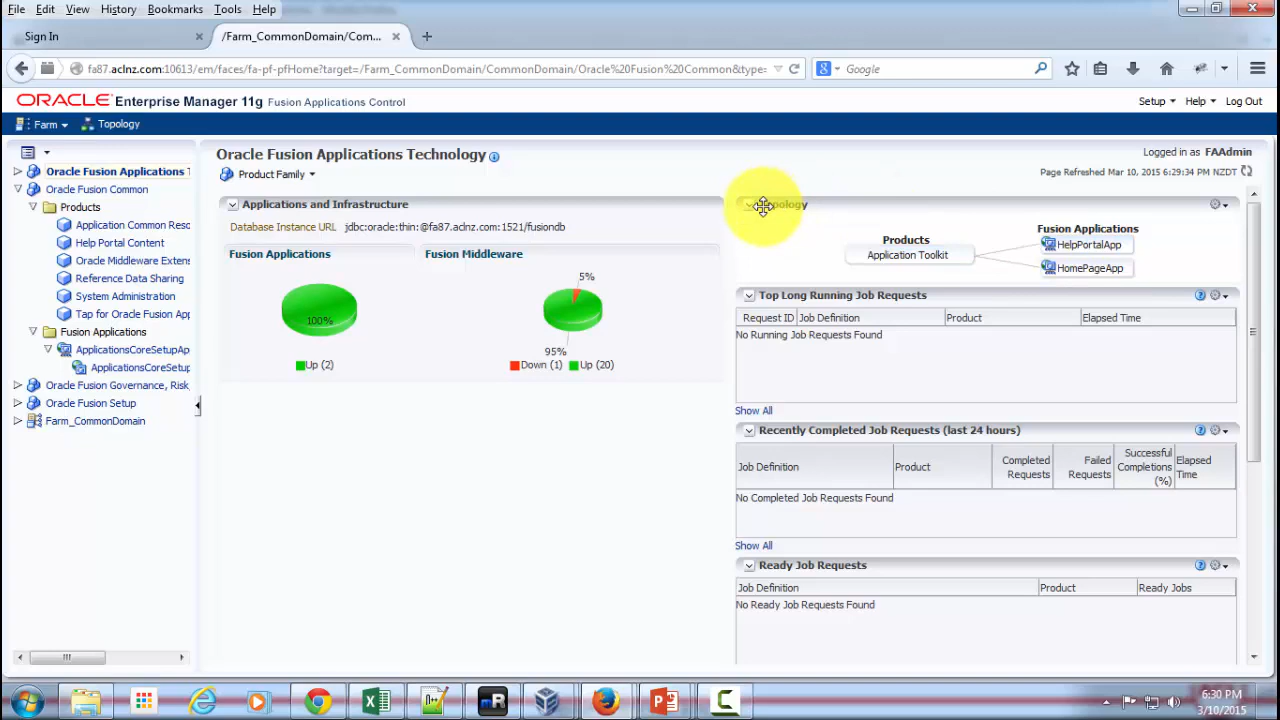 File Edit View History Bookmarks Tools Help
Sign In × /Farm_CommonDomain/Com... × +
fa87.aclnz.com:10613/em/faces/fa-pf-pfHome?target=/Farm_CommonDomain/CommonDomain/Oracle%20Fusion%20Common&type= Google
ORACLE Enterprise Manager 11g Fusion Applications Control Setup Help Log Out
Farm Topology
Oracle Fusion Applications T
Oracle Fusion Common
Products
Application Common Resc
Help Portal Content
Oracle Middleware Extens
Reference Data Sharing
System Administration
Tap for Oracle Fusion App
Fusion Applications
ApplicationsCoreSetupAp
ApplicationsCoreSetup
Oracle Fusion Governance, Risk,
Oracle Fusion Setup
Farm_CommonDomain
Oracle Fusion Applications Technology
Product Family
Logged in as FAAdmin
Page Refreshed Mar 10, 2015 6:29:34 PM NZDT
Applications and Infrastructure
Database Instance URL jdbc:oracle:thin:@fa87.aclnz.com:1521/fusiondb
Fusion Applications
100%
Up (2)
Fusion Middleware
5%
95%
Down (1) Up (20)
Topology
Products
Application Toolkit
Fusion Applications
HelpPortalApp
HomePageApp
Top Long Running Job Requests
Request ID Job Definition Product Elapsed Time
No Running Job Requests Found
Show All
Recently Completed Job Requests (last 24 hours)
Job Definition Product Completed Requests Failed Requests Successful Completions (%) Elapsed Time
No Completed Job Requests Found
Show All
Ready Job Requests
Job Definition Product Ready Jobs
No Ready Job Requests Found
6:30 PM
3/10/2015